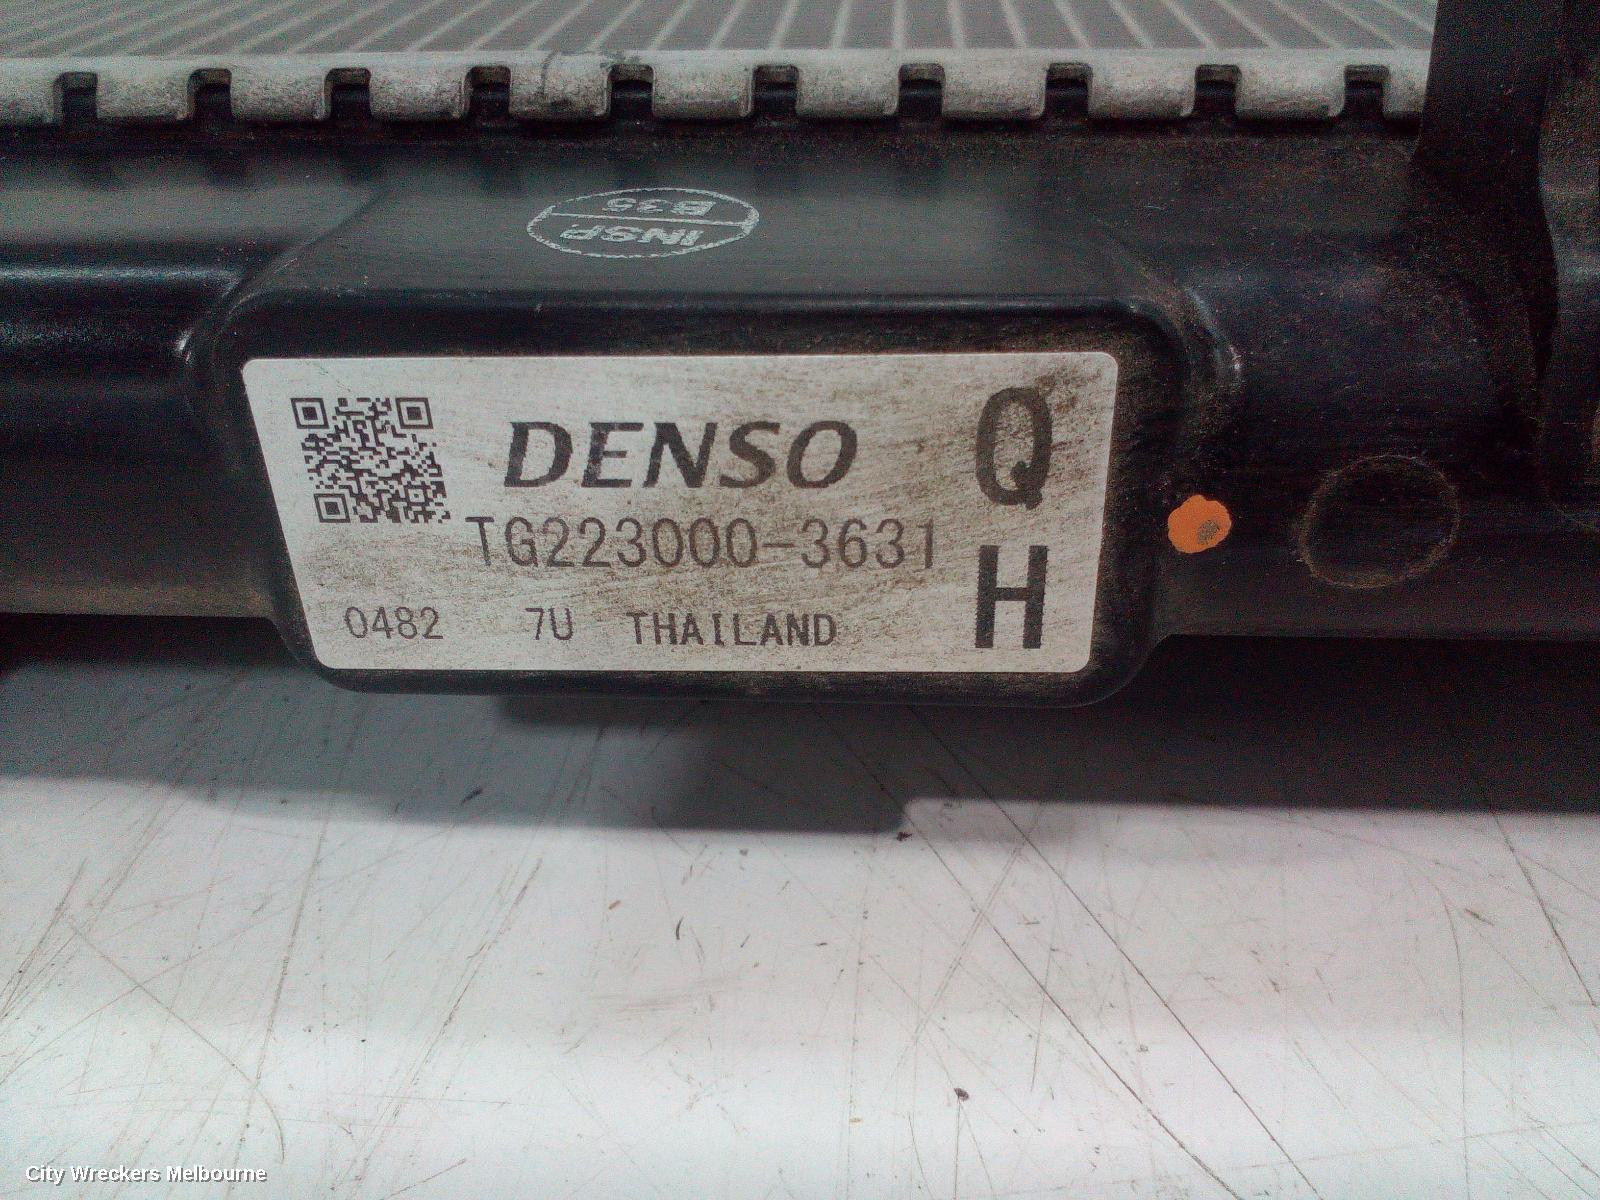 INSP.
B35
DENSO
Q
TG223000-3631
H
0482 7U THAILAND
City Wreckers Melbourne